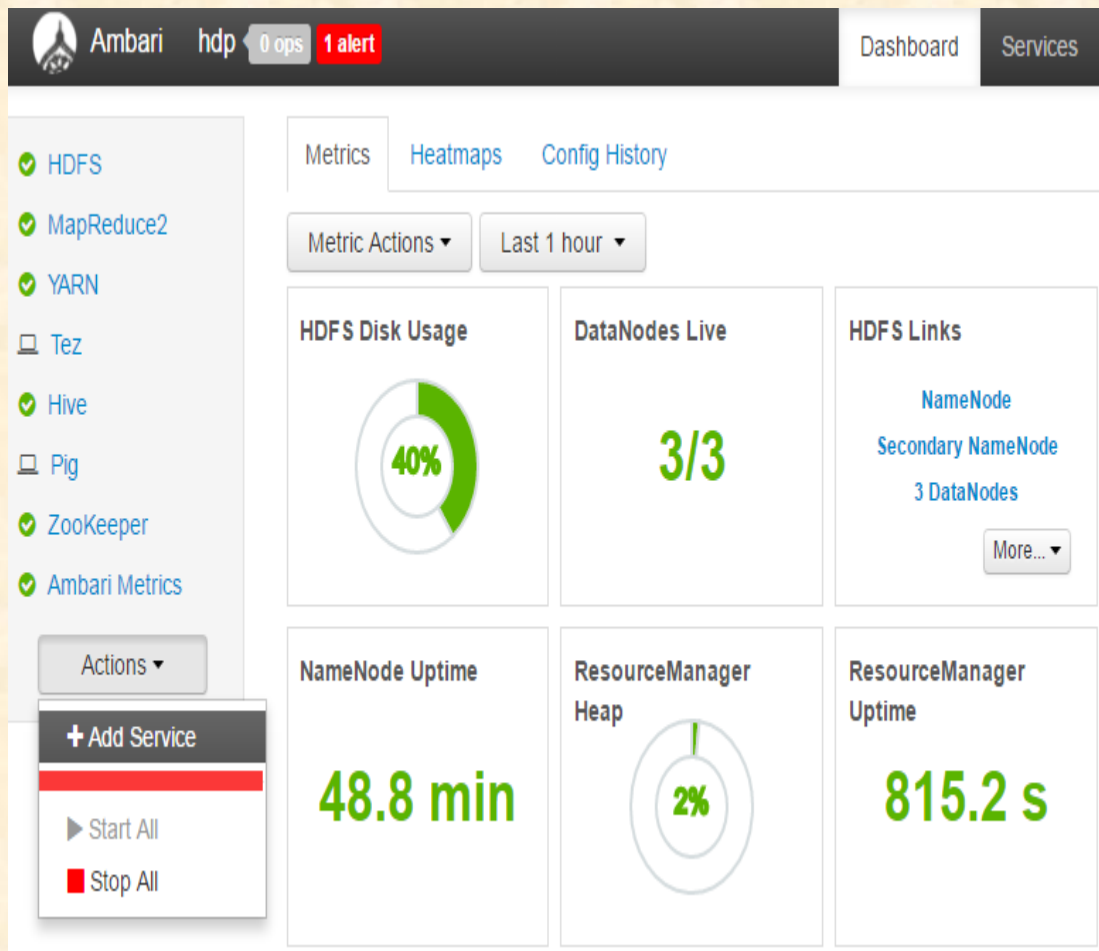 Ambari hdp 0 ops 1 alert Dashboard Services
HDFS
MapReduce2
YARN
Tez
Hive
Pig
ZooKeeper
Ambari Metrics
Actions
+ Add Service
Start All
Stop All
Metrics Heatmaps Config History
Metric Actions Last 1 hour
HDFS Disk Usage
40%
DataNodes Live
3/3
HDFS Links
NameNode
Secondary NameNode
3 DataNodes
More...
NameNode Uptime
48.8 min
ResourceManager
Heap
2%
ResourceManager
Uptime
815.2 s